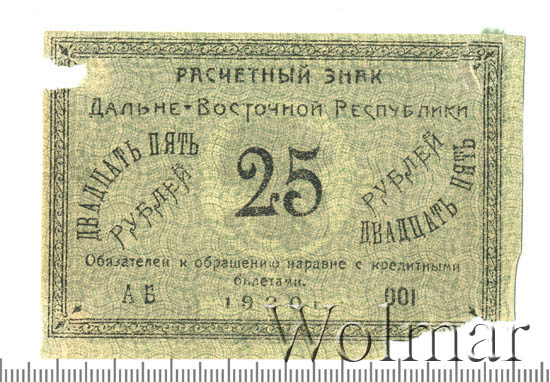 РАСЧЕТНЫЙ ЗНАК
ДАЛЬНЕ-ВОСТОЧНОЙ РЕСПУБЛИКИ
ДВАДЦАТЬ ПЯТЬ
РУБЛЕЙ
25
РУБЛЕЙ
ДВАДЦАТЬ ПЯТЬ
Обязателен к обращению наравне с кредитными
билетами.
АБ 1920 г. 001
Wolmar